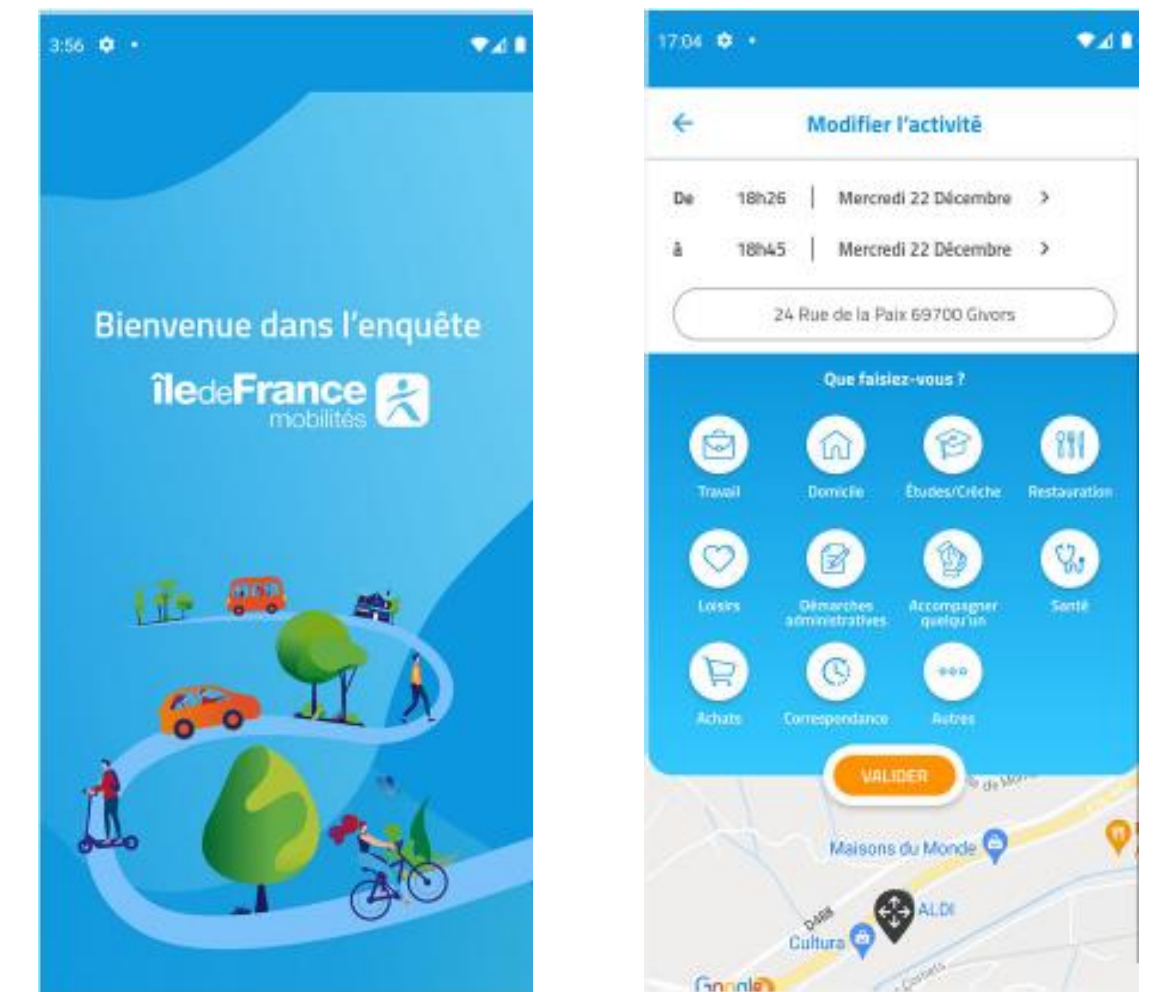 3:56
Bienvenue dans l'enquête
îledeFrance
mobilités
17:04
Modifier l'activité
De 18h26 | Mercredi 22 Décembre >
à 18h45 | Mercredi 22 Décembre >
24 Rue de la Paix 69700 Givors
Que faisiez-vous ?
Travail Domicile Études/Crèche Restauration
Loisirs Démarches administratives Accompagner quelqu'un Santé
Achats Correspondance Autres
VALIDER
Maisons du Monde
D488
ALDI
Cultura
Google